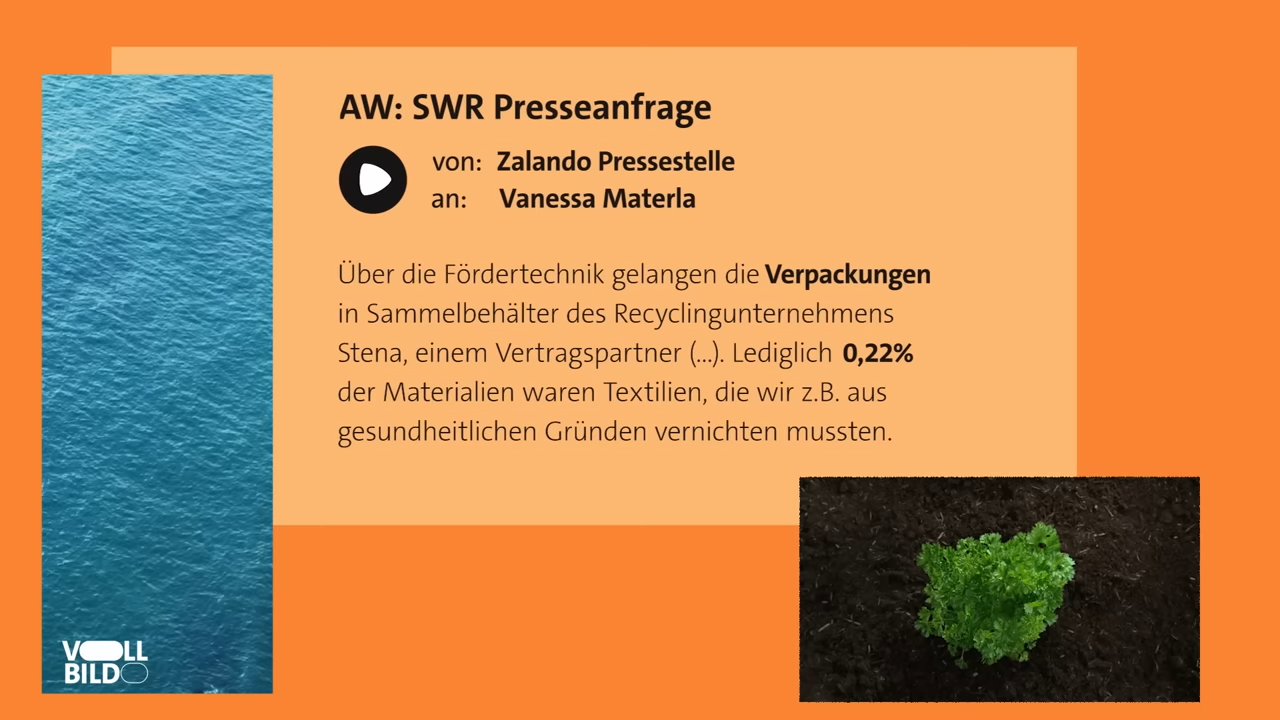 AW: SWR Presseanfrage
von: Zalando Pressestelle
an: Vanessa Materla
Über die Fördertechnik gelangen die Verpackungen
in Sammelbehälter des Recyclingunternehmens
Stena, einem Vertragspartner (...). Lediglich 0,22%
der Materialien waren Textilien, die wir z.B. aus
gesundheitlichen Gründen vernichten mussten.
VOLL
BILD